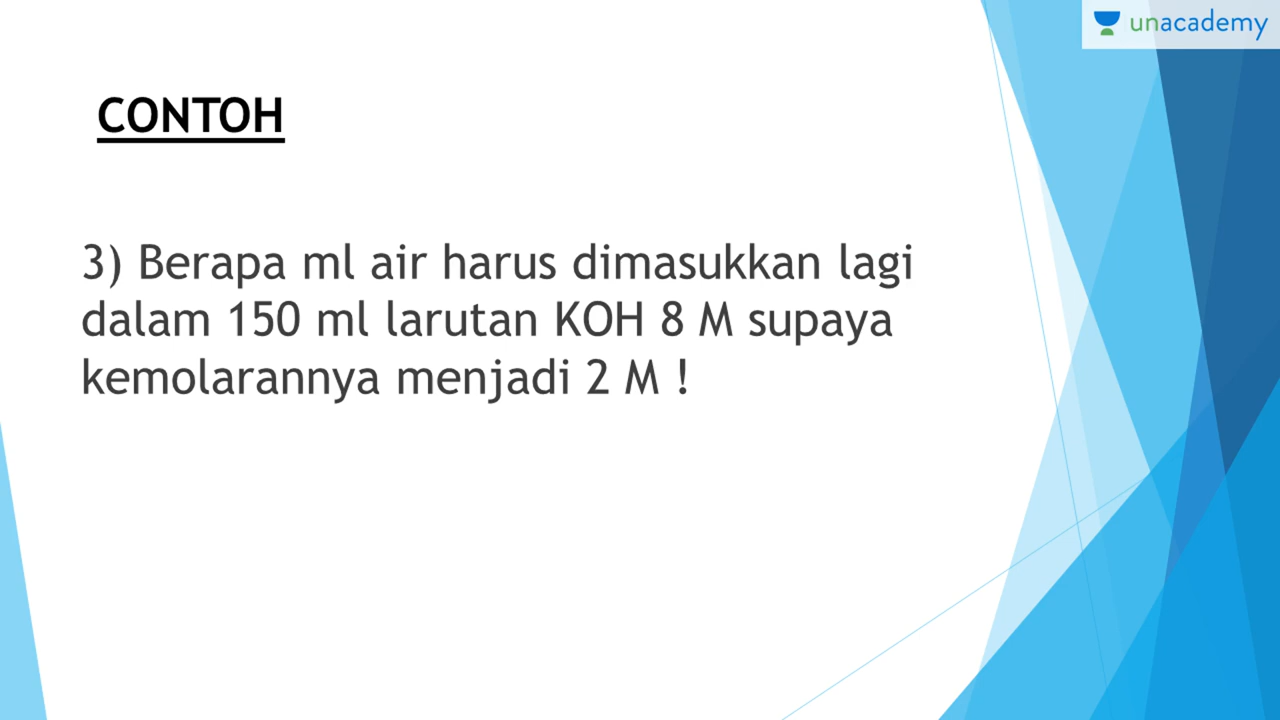 unacademy
CONTOH
3) Berapa ml air harus dimasukkan lagi
dalam 150 ml larutan KOH 8 M supaya
kemolarannya menjadi 2 M !